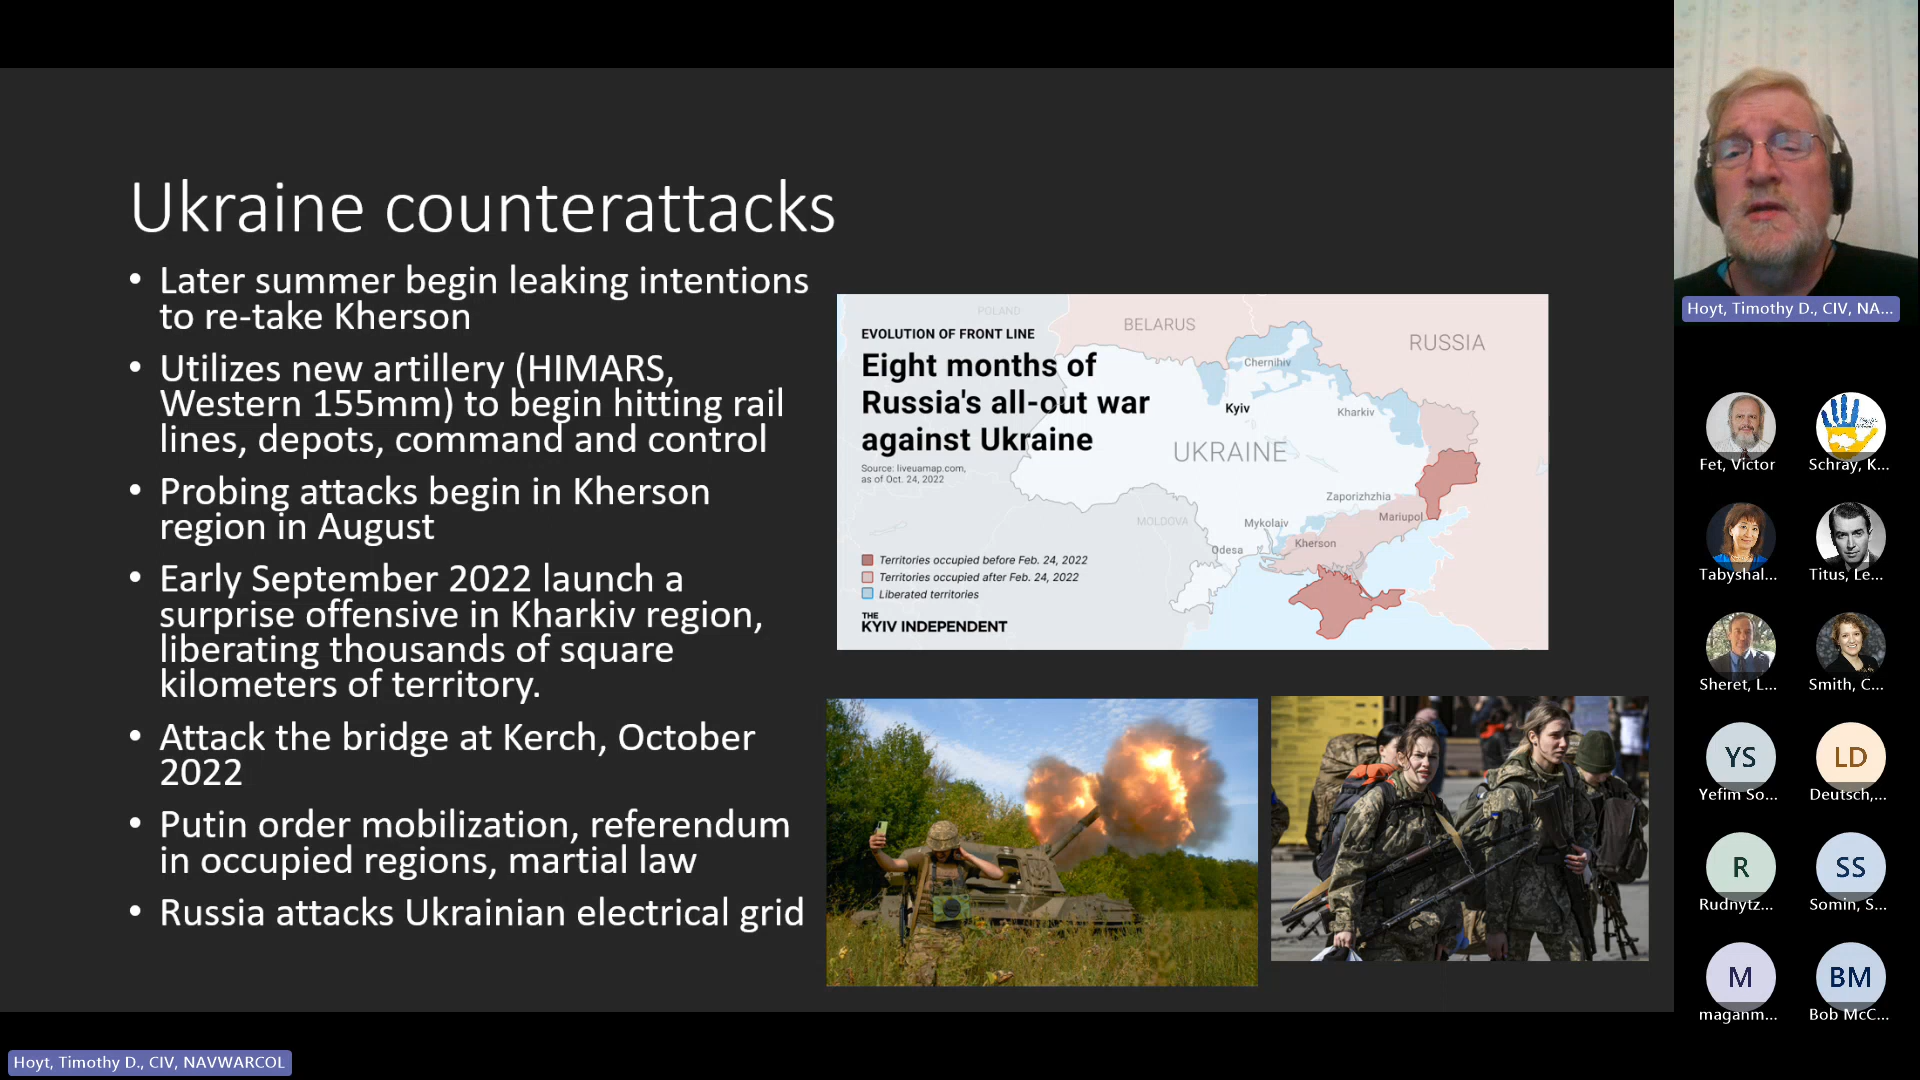 Ukraine counterattacks
• Later summer begin leaking intentions
to re-take Kherson
• Utilizes new artillery (HIMARS,
Western 155mm) to begin hitting rail
lines, depots, command and control
• Probing attacks begin in Kherson
region in August
• Early September 2022 launch a
surprise offensive in Kharkiv region,
liberating thousands of square
kilometers of territory.
• Attack the bridge at Kerch, October
2022
• Putin order mobilization, referendum
in occupied regions, martial law
• Russia attacks Ukrainian electrical grid
POLAND
BELARUS
RUSSIA
EVOLUTION OF FRONT LINE
Eight months of
Russia's all-out war
against Ukraine
Source: liveuamap.com,
as of Oct. 24, 2022
Chernihiv
Kyiv
Kharkiv
UKRAINE
Zaporizhzhia
Mariupol
MOLDOVA
Mykolaiv
Kherson
Odesa
Territories occupied before Feb. 24, 2022
Territories occupied after Feb. 24, 2022
Liberated territories
THE
KYIV INDEPENDENT
Hoyt, Timothy D., CIV, NA...
Fet, Victor
Schray, K...
Tabyshal...
Titus, Le...
Sheret, L...
Smith, C...
YS
LD
Yefim So...
Deutsch,...
R
SS
Rudnytz...
Somin, S...
M
BM
maganm...
Bob McC...
Hoyt, Timothy D., CIV, NAVWARCOL